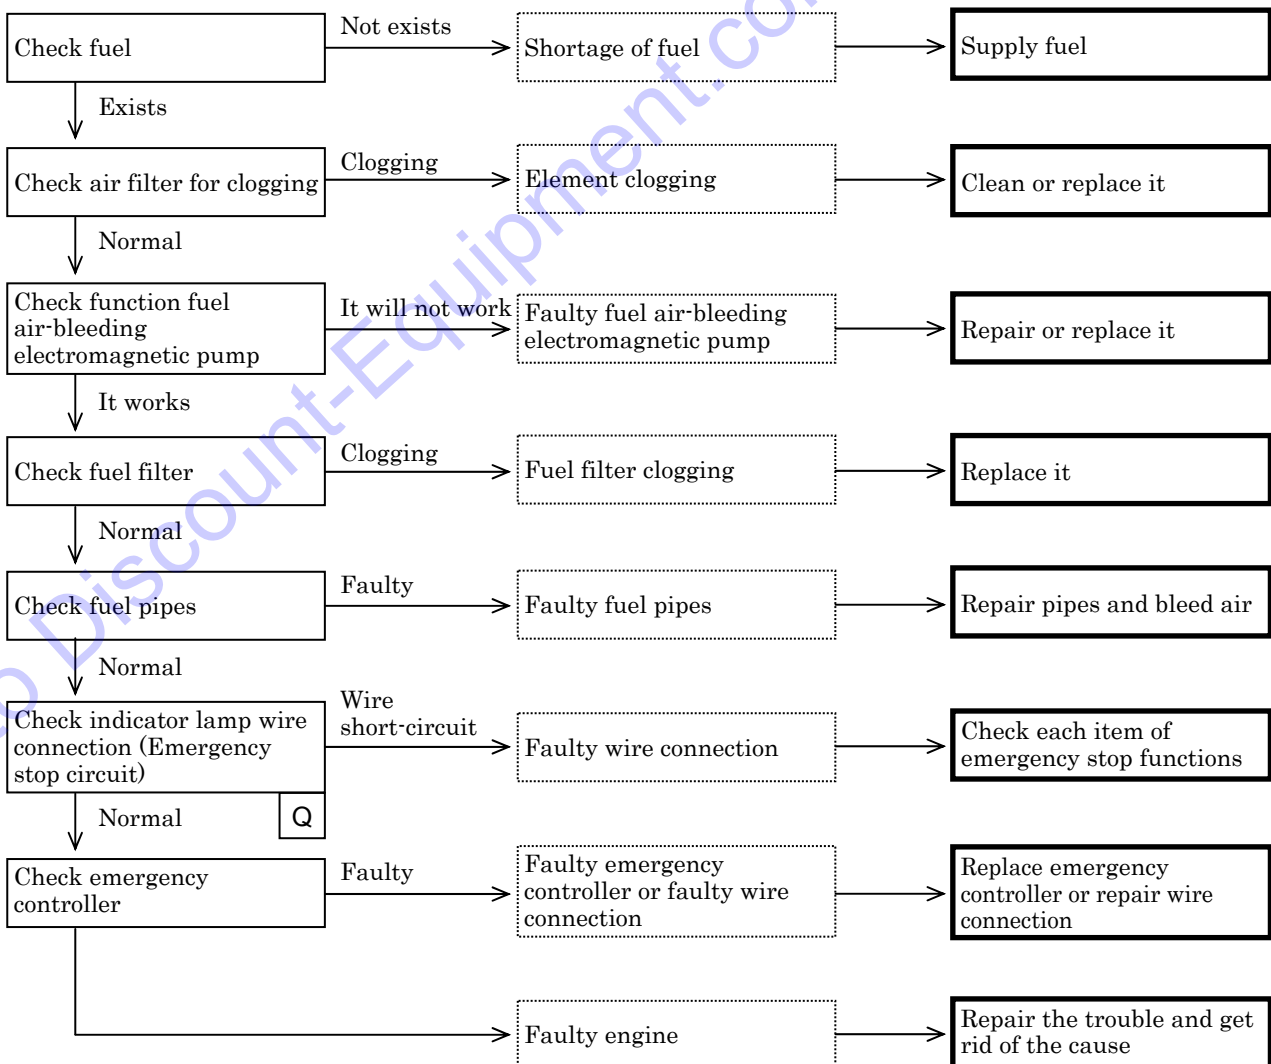 Check fuel
Not exists
Shortage of fuel
Supply fuel
Exists
Check air filter for clogging
Clogging
Element clogging
Clean or replace it
Normal
Check function fuel
air-bleeding
electromagnetic pump
It will not work
Faulty fuel air-bleeding
electromagnetic pump
Repair or replace it
It works
Check fuel filter
Clogging
Fuel filter clogging
Replace it
Normal
Check fuel pipes
Faulty
Faulty fuel pipes
Repair pipes and bleed air
Normal
Check indicator lamp wire
connection (Emergency
stop circuit)
Wire
short-circuit
Faulty wire connection
Check each item of
emergency stop functions
Q
Normal
Check emergency
controller
Faulty
Faulty emergency
controller or faulty wire
connection
Replace emergency
controller or repair wire
connection
Faulty engine
Repair the trouble and get
rid of the cause
Discount-Equipment.co